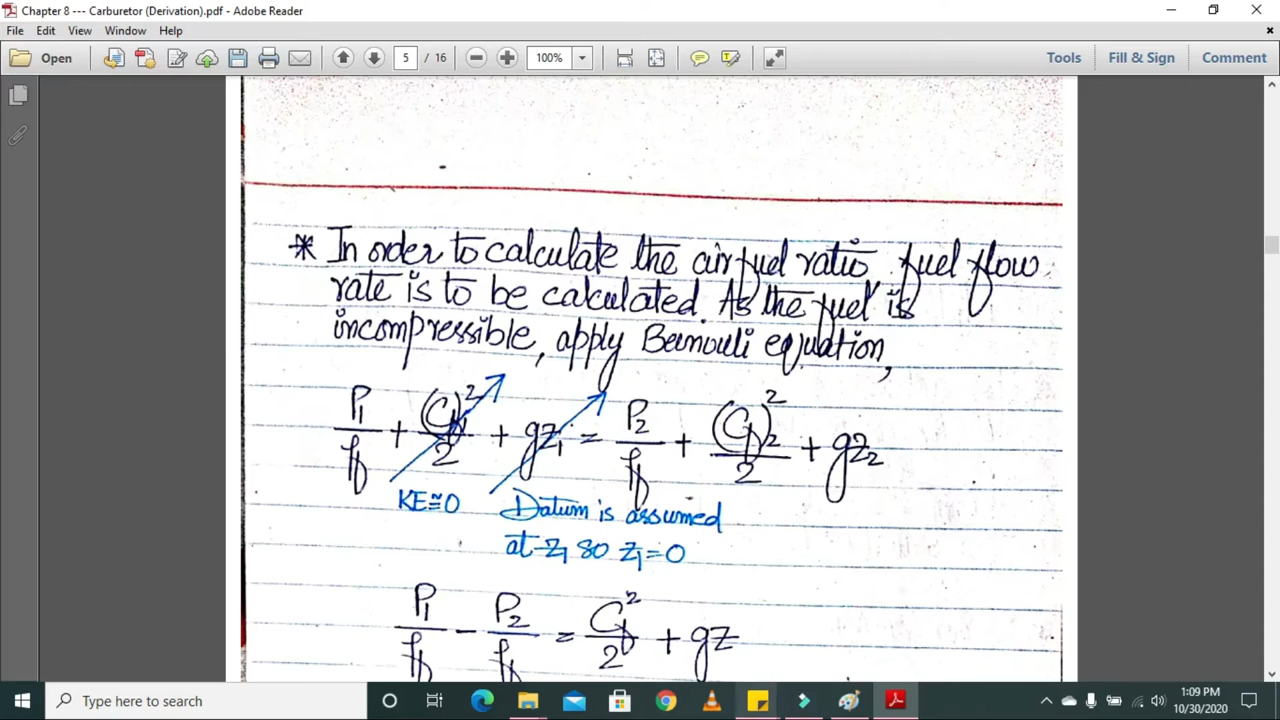 Chapter 8 --- Carburetor (Derivation).pdf - Adobe Reader
File Edit View Window Help
Open 5 / 16 100% Tools Fill & Sign Comment
* In order to calculate the air fuel ratio, fuel flow
rate is to be calculated. As the fuel is
incompressible, apply Bernouli equation,
P₁/ρf + (Cf)₁²/2 + gz₁ = P₂/ρf + (Cf)₂²/2 + gz₂
KE≅0 Datum is assumed
at z₁ so z₁=0
P₁/ρf - P₂/ρf = Cf²/2 + gz
Type here to search
1:09 PM
10/30/2020